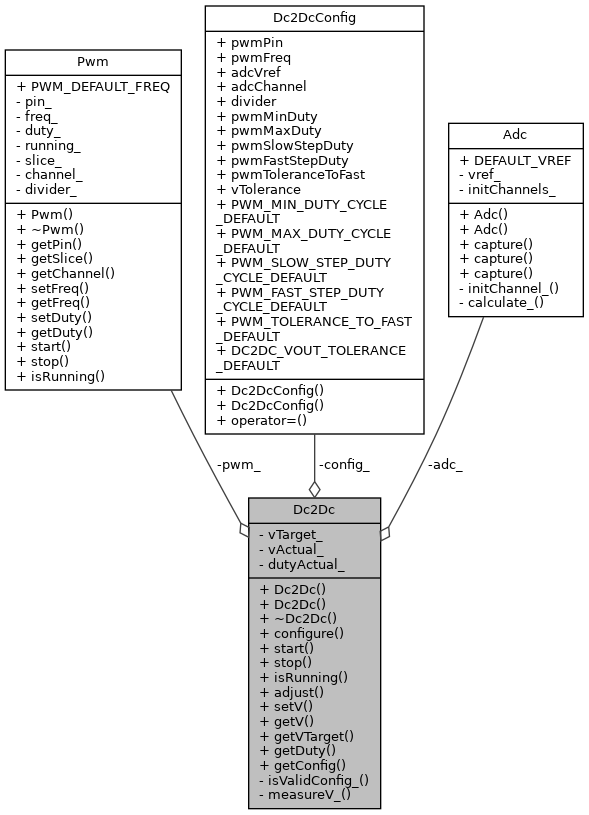 Pwm
+ PWM_DEFAULT_FREQ
- pin_
- freq_
- duty_
- running_
- slice_
- channel_
- divider_
+ Pwm()
+ ~Pwm()
+ getPin()
+ getSlice()
+ getChannel()
+ setFreq()
+ getFreq()
+ setDuty()
+ getDuty()
+ start()
+ stop()
+ isRunning()
Dc2DcConfig
+ pwmPin
+ pwmFreq
+ adcVref
+ adcChannel
+ divider
+ pwmMinDuty
+ pwmMaxDuty
+ pwmSlowStepDuty
+ pwmFastStepDuty
+ pwmToleranceToFast
+ vTolerance
+ PWM_MIN_DUTY_CYCLE
_DEFAULT
+ PWM_MAX_DUTY_CYCLE
_DEFAULT
+ PWM_SLOW_STEP_DUTY
_CYCLE_DEFAULT
+ PWM_FAST_STEP_DUTY
_CYCLE_DEFAULT
+ PWM_TOLERANCE_TO_FAST
_DEFAULT
+ DC2DC_VOUT_TOLERANCE
_DEFAULT
+ Dc2DcConfig()
+ Dc2DcConfig()
+ operator=()
Adc
+ DEFAULT_VREF
- vref_
- initChannels_
+ Adc()
+ Adc()
+ capture()
+ capture()
+ capture()
- initChannel_()
- calculate_()
-pwm_
-config_
-adc_
Dc2Dc
- vTarget_
- vActual_
- dutyActual_
+ Dc2Dc()
+ Dc2Dc()
+ ~Dc2Dc()
+ configure()
+ start()
+ stop()
+ isRunning()
+ adjust()
+ setV()
+ getV()
+ getVTarget()
+ getDuty()
+ getConfig()
- isValidConfig_()
- measureV_()